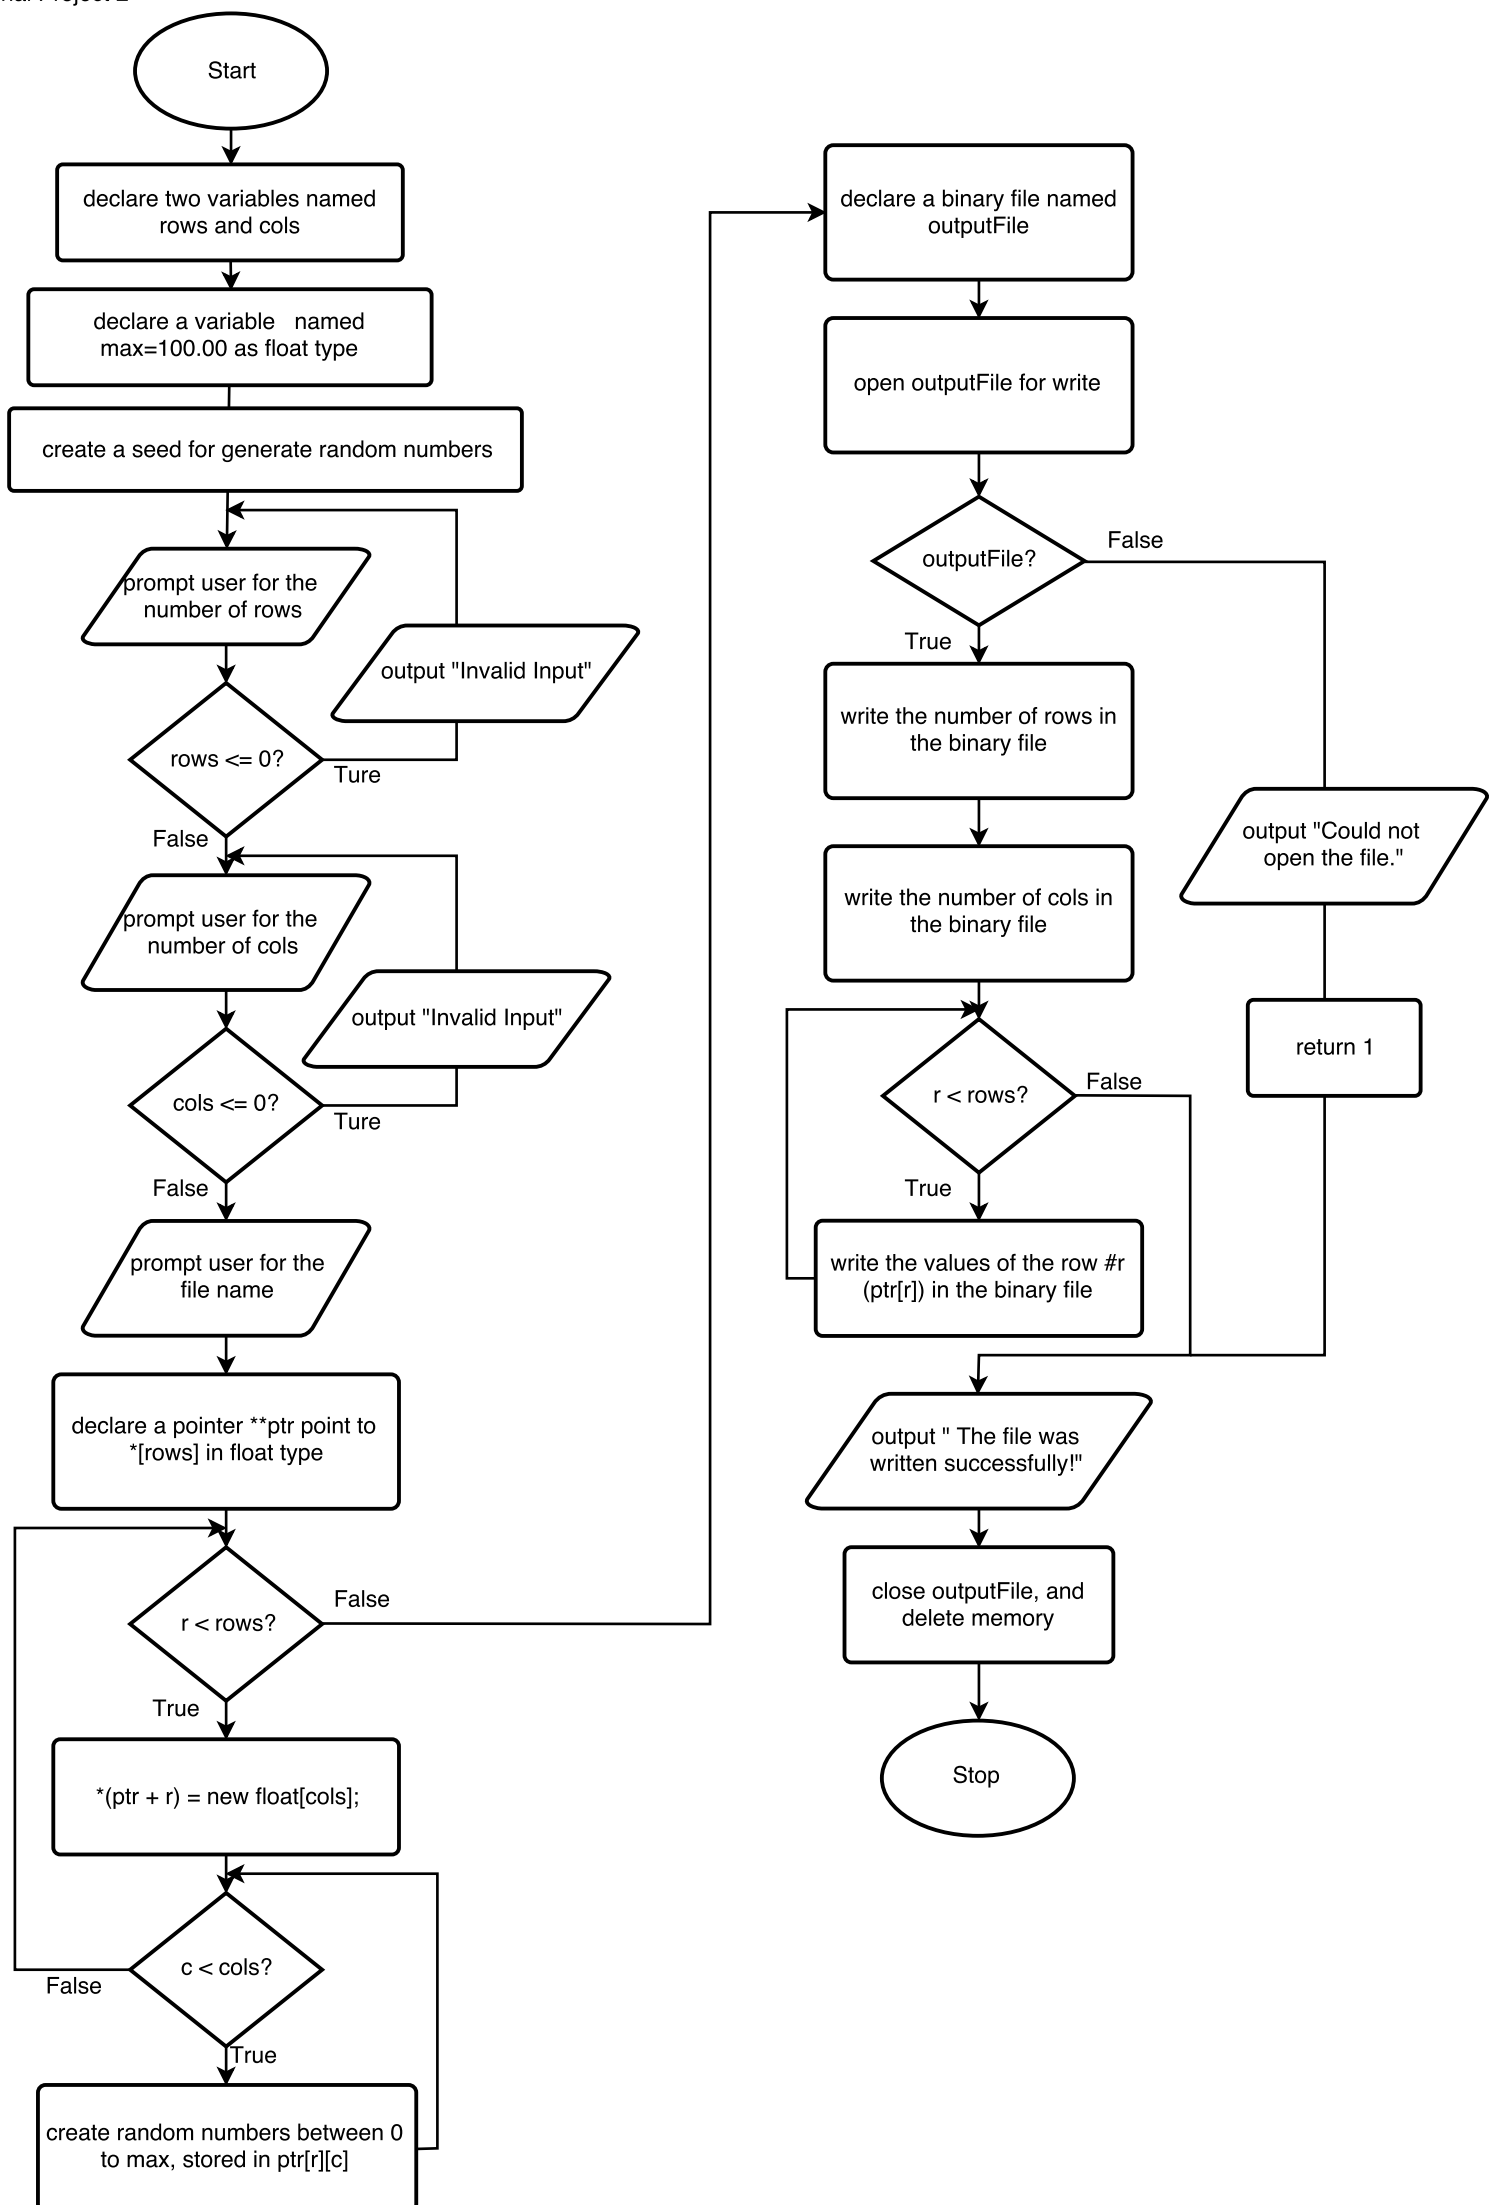 Start
declare two variables named
rows and cols
declare a variable named
max=100.00 as float type
create a seed for generate random numbers
prompt user for the
number of rows
output "Invalid Input"
rows <= 0?
Ture
False
prompt user for the
number of cols
output "Invalid Input"
cols <= 0?
Ture
False
prompt user for the
file name
declare a pointer **ptr point to
*[rows] in float type
r < rows?
False
True
*(ptr + r) = new float[cols];
c < cols?
False
True
create random numbers between 0
to max, stored in ptr[r][c]
declare a binary file named
outputFile
open outputFile for write
outputFile?
False
True
write the number of rows in
the binary file
output "Could not
open the file."
write the number of cols in
the binary file
return 1
r < rows?
False
True
write the values of the row #r
(ptr[r]) in the binary file
output " The file was
written successfully!"
close outputFile, and
delete memory
Stop